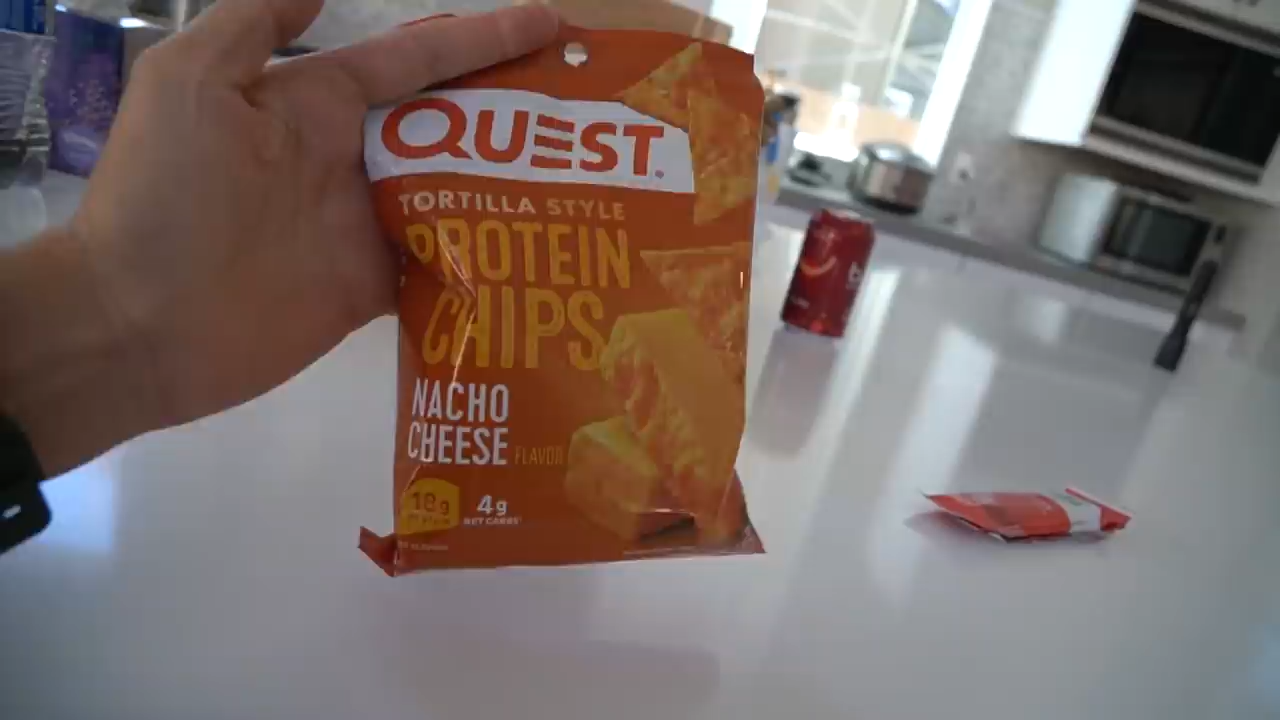 QUEST.
TORTILLA STYLE
PROTEIN
CHIPS
NACHO
CHEESE FLAVOR
18g 4g
NET CARBS